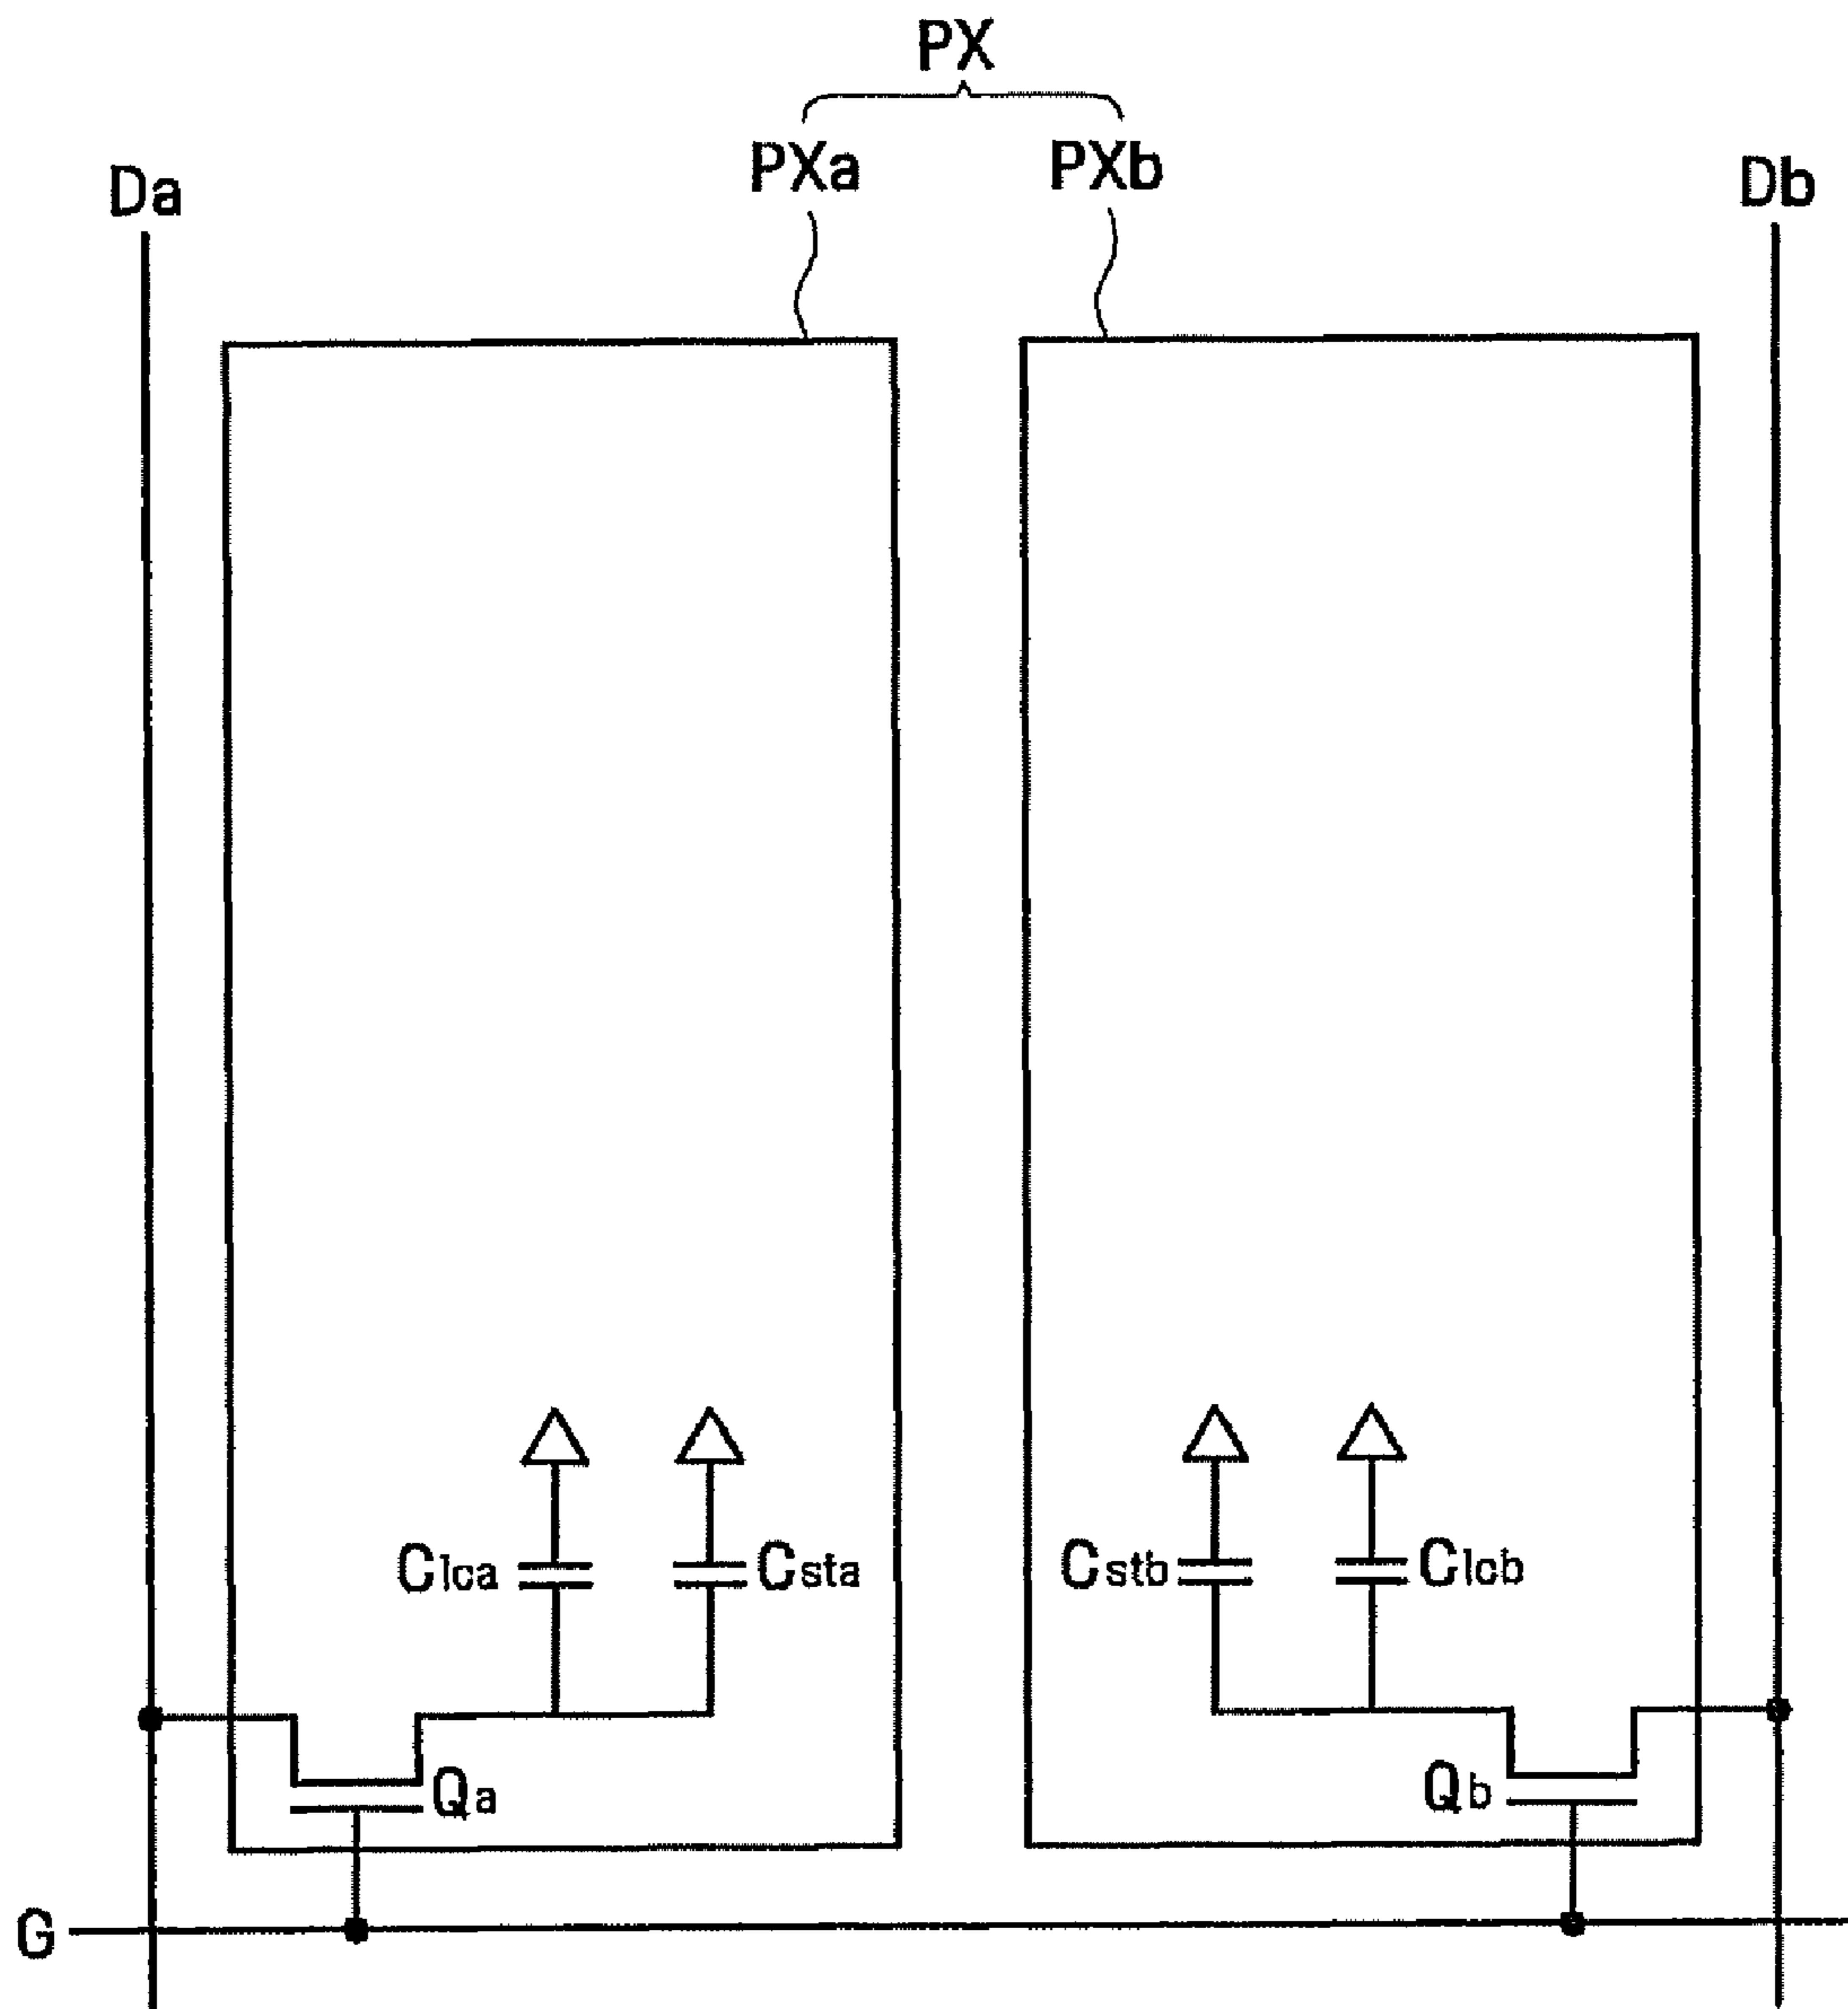 PX
PXa PXb
Da Db
Clca Csta Cstb Clcb
Qa Qb
G